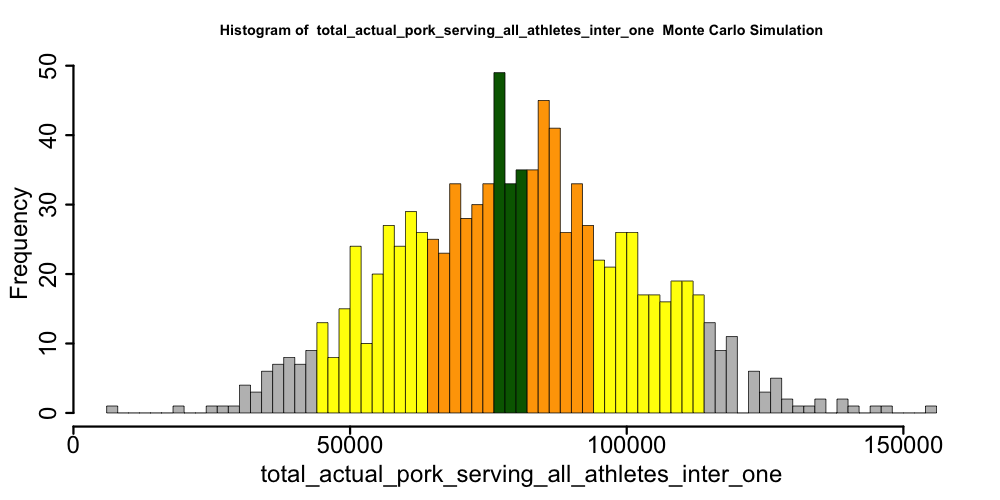 Histogram of  total_actual_pork_serving_all_athletes_inter_one  Monte Carlo Simulation
50
40
30
20
10
0
Frequency
0 50000 100000 150000
total_actual_pork_serving_all_athletes_inter_one